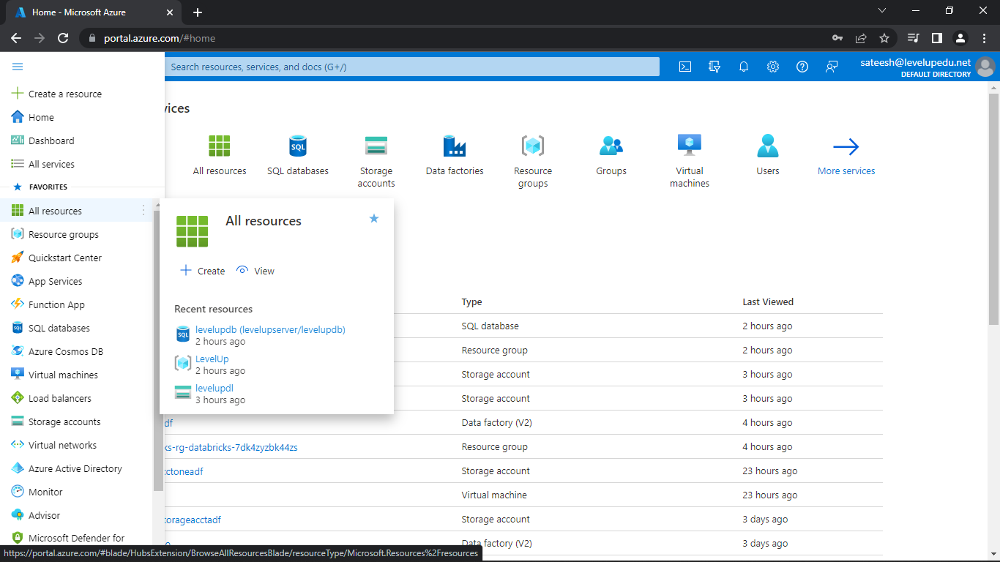 Home - Microsoft Azure
portal.azure.com/#home
Search resources, services, and docs (G+/)
sateesh@levelupedu.net
DEFAULT DIRECTORY
Create a resource
Home
Dashboard
All services
FAVORITES
All resources
Resource groups
Quickstart Center
App Services
Function App
SQL databases
Azure Cosmos DB
Virtual machines
Load balancers
Storage accounts
Virtual networks
Azure Active Directory
Monitor
Advisor
Microsoft Defender for
vices
All resources
SQL
SQL databases
Storage
accounts
Data factories
Resource
groups
Groups
Virtual
machines
Users
More services
All resources
Create
View
Recent resources
SQL
levelupdb (levelupserver/levelupdb)
2 hours ago
LevelUp
2 hours ago
levelupdl
3 hours ago
Type Last Viewed
SQL database 2 hours ago
Resource group 2 hours ago
Storage account 3 hours ago
Storage account 3 hours ago
df Data factory (V2) 4 hours ago
ks-rg-databricks-7dk4zyzbk44zs Resource group 4 hours ago
cctoneadf Storage account 23 hours ago
Virtual machine 23 hours ago
torageacctadf Storage account 3 days ago
Data factory (V2) 3 days ago
https://portal.azure.com/#blade/HubsExtension/BrowseAllResourcesBlade/resourceType/Microsoft.Resources%2Fresources